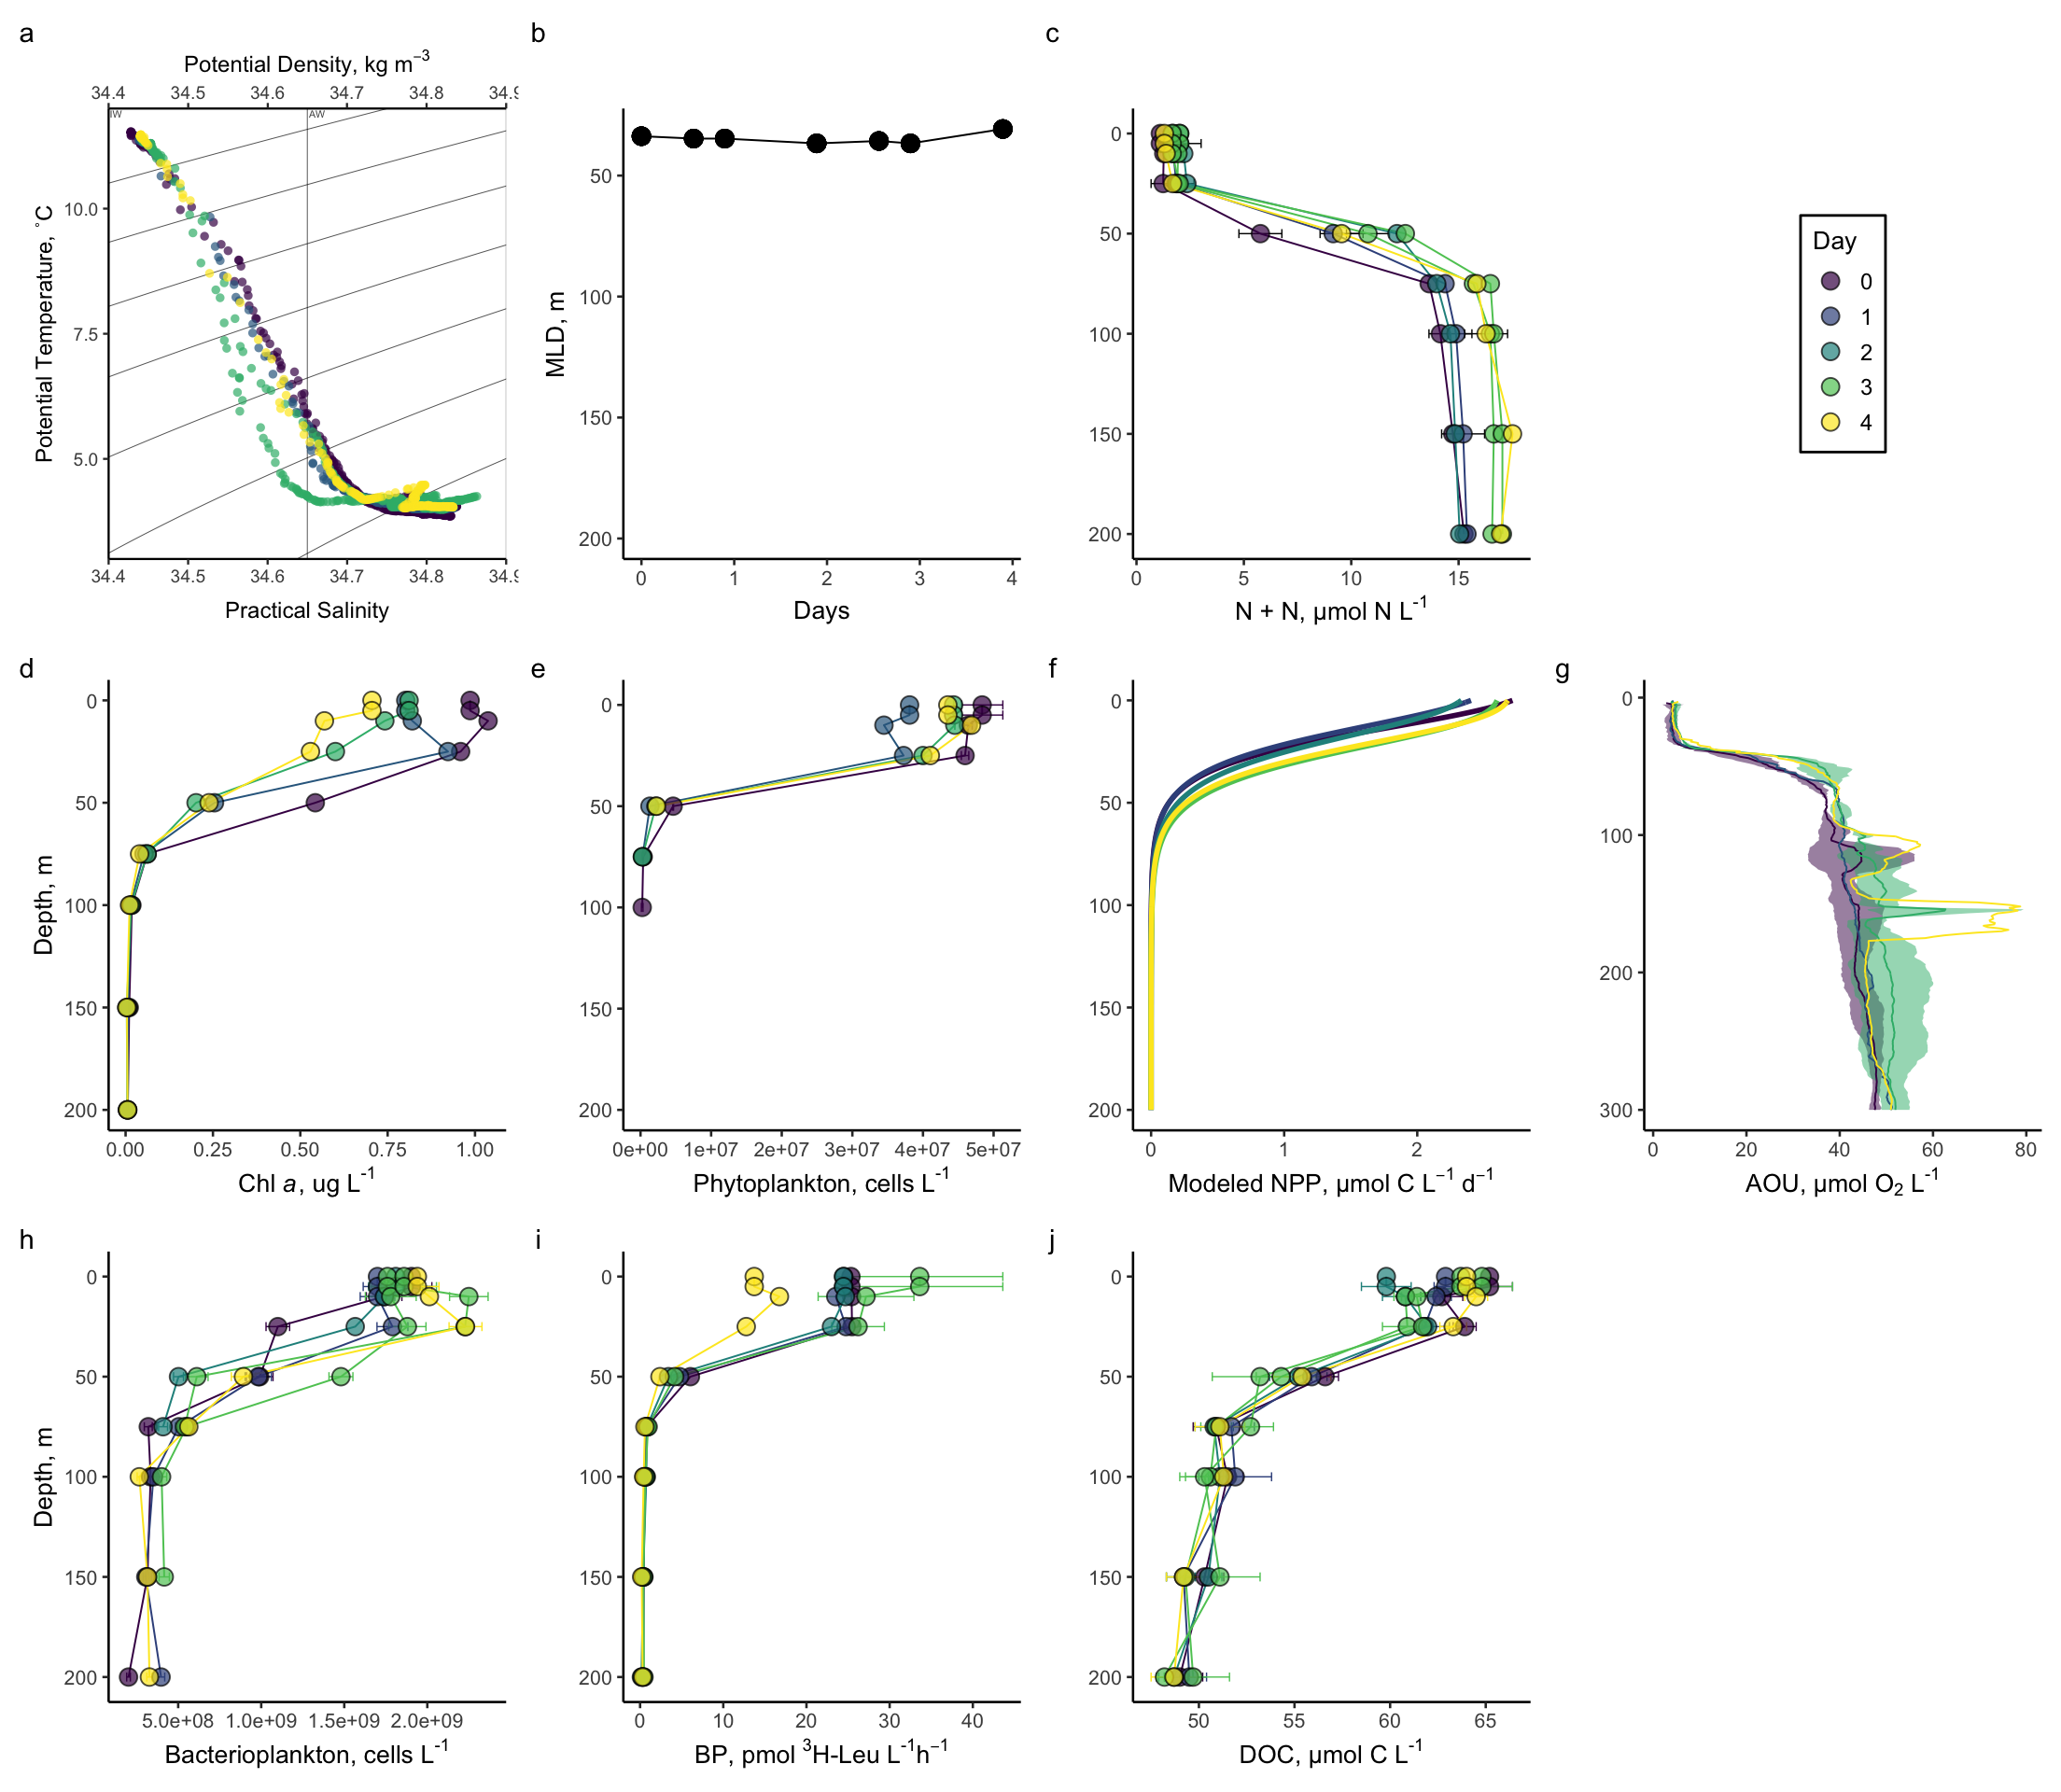 a
Potential Density, kg m⁻³
34.4 34.5 34.6 34.7 34.8 34.9
IW AW
10.0
7.5
5.0
Potential Temperature, °C
34.4 34.5 34.6 34.7 34.8 34.9
Practical Salinity
b
50
100
150
200
MLD, m
0 1 2 3 4
Days
c
0
50
100
150
200
0 5 10 15
N + N, µmol N L⁻¹
Day
0
1
2
3
4
d
0
50
100
150
200
Depth, m
0.00 0.25 0.50 0.75 1.00
Chl a, ug L⁻¹
e
0
50
100
150
200
0e+00 1e+07 2e+07 3e+07 4e+07 5e+07
Phytoplankton, cells L⁻¹
f
0
50
100
150
200
0 1 2
Modeled NPP, µmol C L⁻¹ d⁻¹
g
0
100
200
300
0 20 40 60 80
AOU, µmol O₂ L⁻¹
h
0
50
100
150
200
Depth, m
5.0e+08 1.0e+09 1.5e+09 2.0e+09
Bacterioplankton, cells L⁻¹
i
0
50
100
150
200
0 10 20 30 40
BP, pmol ³H-Leu L⁻¹h⁻¹
j
0
50
100
150
200
50 55 60 65
DOC, µmol C L⁻¹